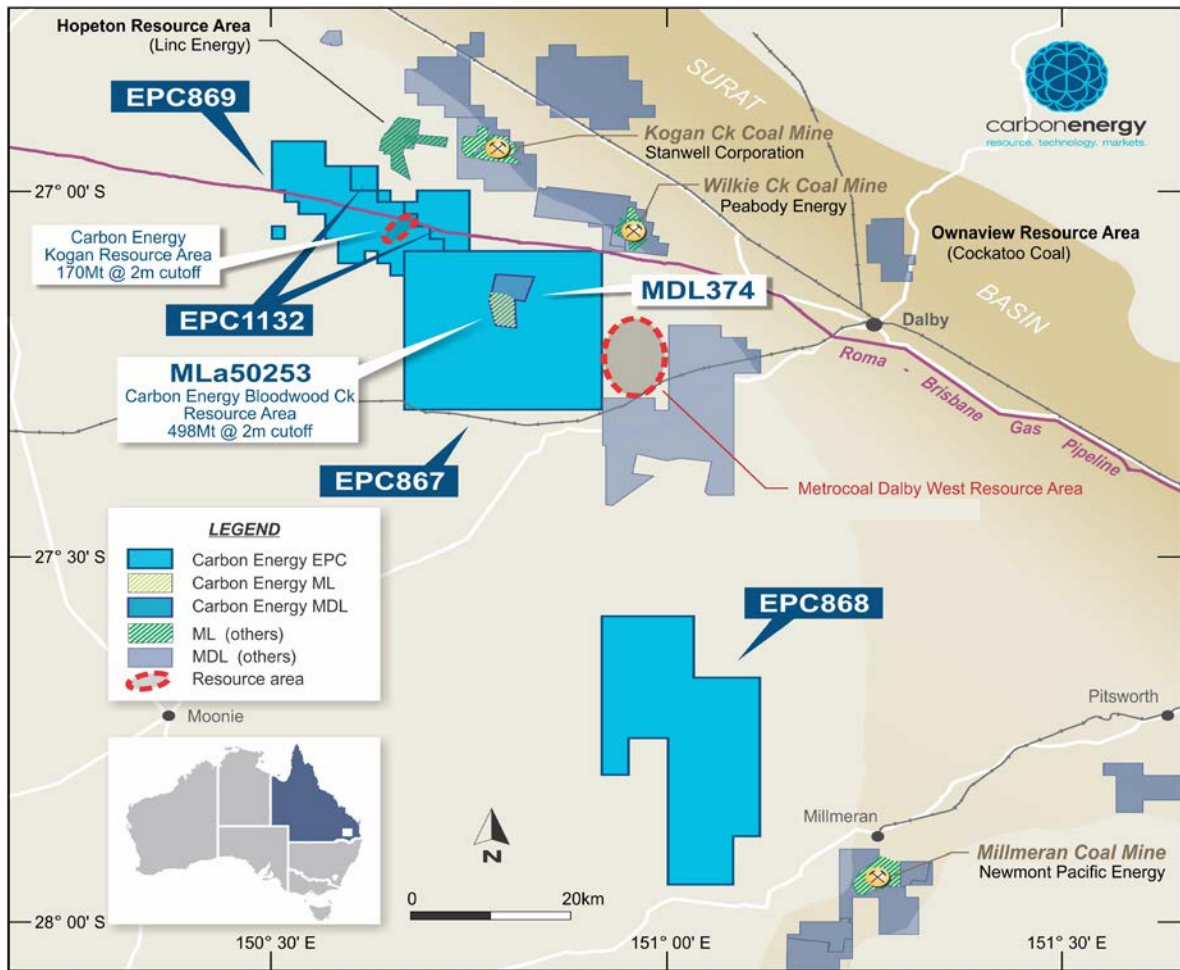 Hopeton Resource Area
(Linc Energy)
EPC869
SURAT
BASIN
carbonenergy
resource. technology. markets.
Kogan Ck Coal Mine
Stanwell Corporation
Wilkie Ck Coal Mine
Peabody Energy
27° 00' S
Ownaview Resource Area
(Cockatoo Coal)
Carbon Energy
Kogan Resource Area
170Mt @ 2m cutoff
EPC1132
MDL374
Dalby
MLa50253
Carbon Energy Bloodwood Ck
Resource Area
498Mt @ 2m cutoff
Roma - Brisbane Gas Pipeline
EPC867
Metrocoal Dalby West Resource Area
LEGEND
Carbon Energy EPC
Carbon Energy ML
Carbon Energy MDL
ML (others)
MDL (others)
Resource area
27° 30' S
EPC868
Moonie
Pitsworth
Millmeran
Millmeran Coal Mine
Newmont Pacific Energy
N
0 20km
28° 00' S
150° 30' E
151° 00' E
151° 30' E